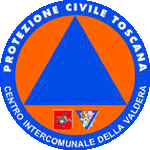 PROTEZIONE CIVILE TOSCANA
CENTRO INTERCOMUNALE DELLA VALDERA